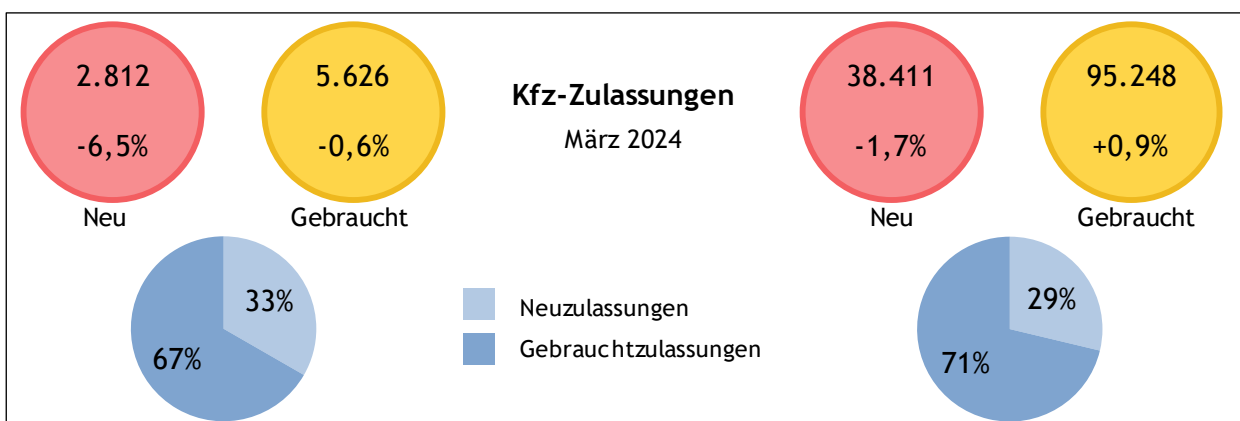 2.812
-6,5%
Neu
5.626
-0,6%
Gebraucht
Kfz-Zulassungen
März 2024
38.411
-1,7%
Neu
95.248
+0,9%
Gebraucht
33%
67%
Neuzulassungen
Gebrauchtzulassungen
29%
71%